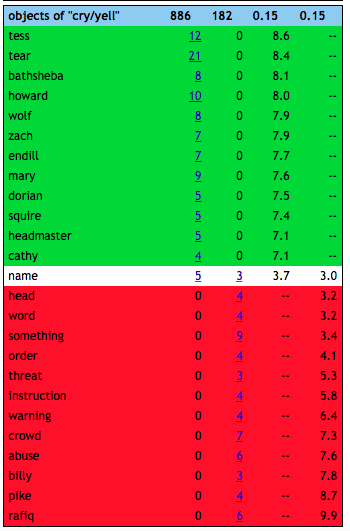 objects of "cry/yell" 886 182 0.15 0.15
tess 12 0 8.6 --
tear 21 0 8.4 --
bathsheba 8 0 8.1 --
howard 10 0 8.0 --
wolf 8 0 7.9 --
zach 7 0 7.9 --
endill 7 0 7.7 --
mary 9 0 7.6 --
dorian 5 0 7.5 --
squire 5 0 7.4 --
headmaster 5 0 7.1 --
cathy 4 0 7.1 --
name 5 3 3.7 3.0
head 0 4 -- 3.2
word 0 4 -- 3.2
something 0 9 -- 3.4
order 0 4 -- 4.1
threat 0 3 -- 5.3
instruction 0 4 -- 5.8
warning 0 4 -- 6.4
crowd 0 7 -- 7.3
abuse 0 6 -- 7.6
billy 0 3 -- 7.8
pike 0 4 -- 8.7
rafiq 0 6 -- 9.9